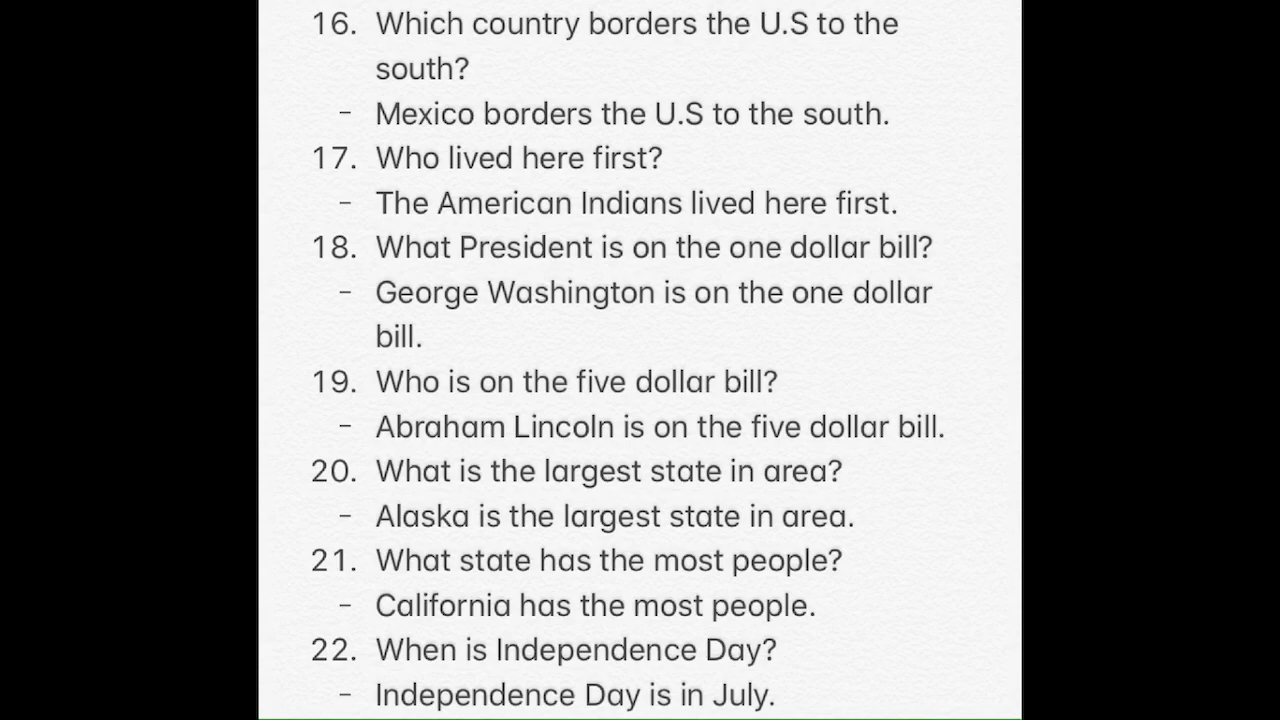 16. Which country borders the U.S to the
south?
- Mexico borders the U.S to the south.
17. Who lived here first?
- The American Indians lived here first.
18. What President is on the one dollar bill?
- George Washington is on the one dollar
bill.
19. Who is on the five dollar bill?
- Abraham Lincoln is on the five dollar bill.
20. What is the largest state in area?
- Alaska is the largest state in area.
21. What state has the most people?
- California has the most people.
22. When is Independence Day?
- Independence Day is in July.